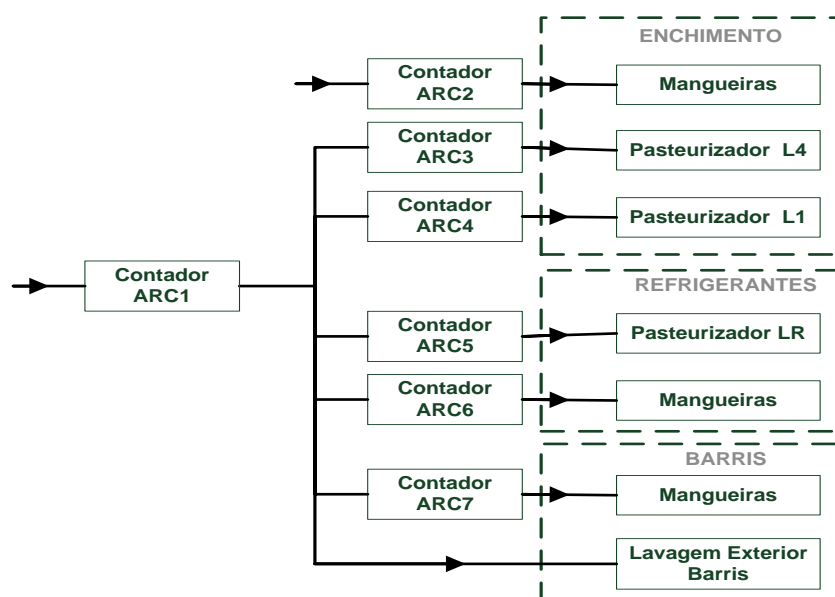 ENCHIMENTO
Contador
ARC2
Mangueiras
Contador
ARC3
Pasteurizador L4
Contador
ARC4
Pasteurizador L1
Contador
ARC1
REFRIGERANTES
Contador
ARC5
Pasteurizador LR
Contador
ARC6
Mangueiras
BARRIS
Contador
ARC7
Mangueiras
Lavagem Exterior
Barris